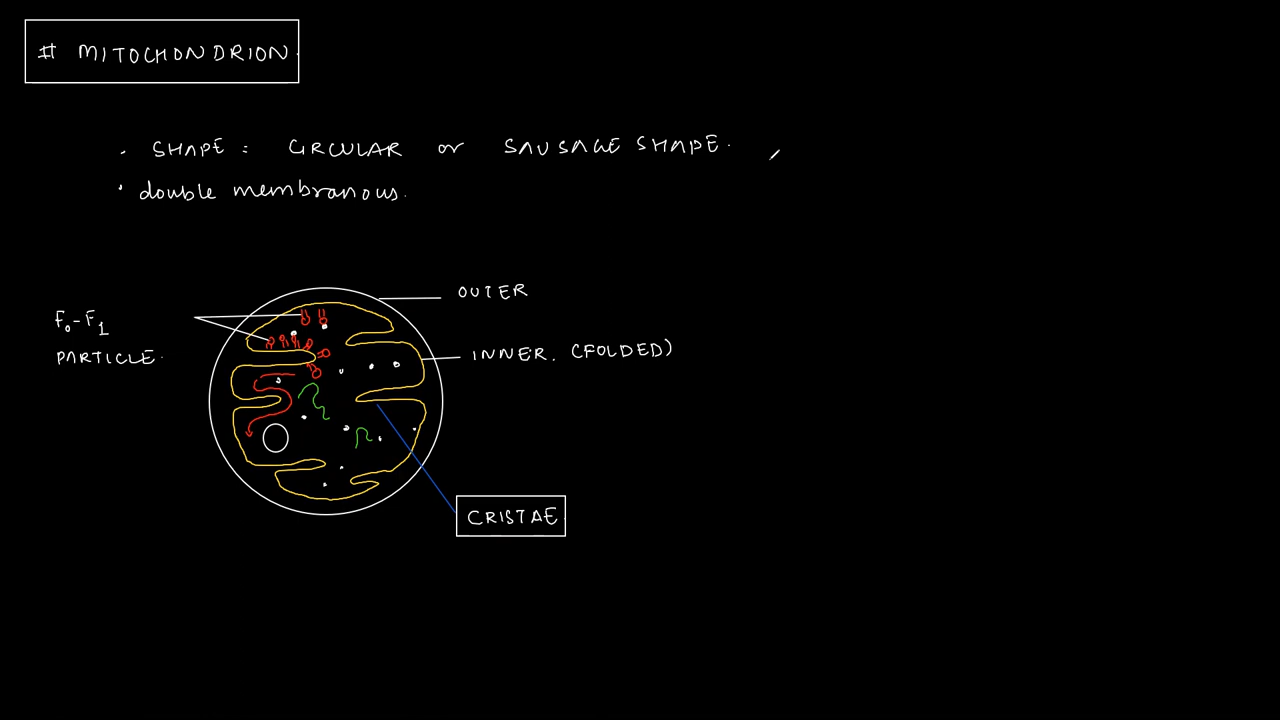 # MITOCHONDRION
· SHAPE : CIRCULAR or SAUSAGE SHAPE.
· double membranous.
OUTER
F₀-F₁
PARTICLE.
INNER. (FOLDED)
CRISTAE